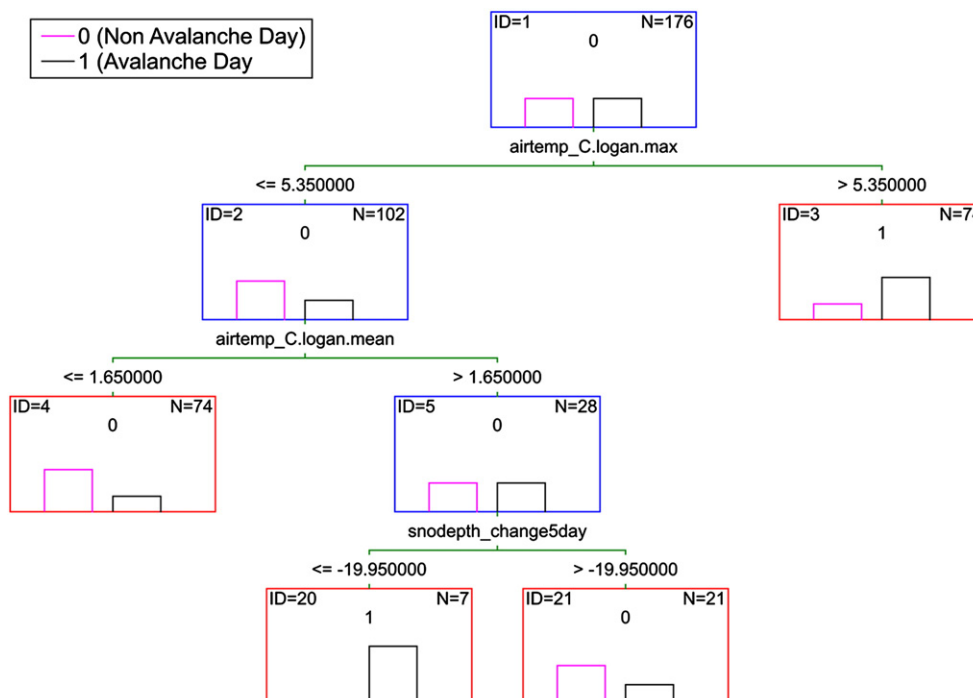 0 (Non Avalanche Day)
1 (Avalanche Day
ID=1 N=176
0
airtemp_C.logan.max
<= 5.350000 > 5.350000
ID=2 N=102
0
ID=3 N=74
1
airtemp_C.logan.mean
<= 1.650000 > 1.650000
ID=4 N=74
0
ID=5 N=28
0
snodepth_change5day
<= -19.950000 > -19.950000
ID=20 N=7
1
ID=21 N=21
0